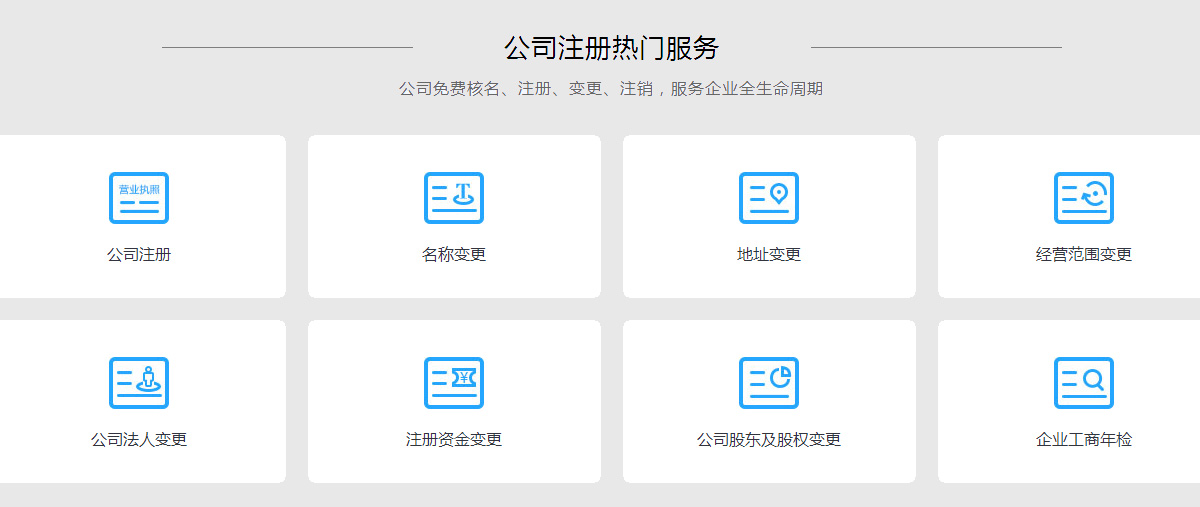 公司注册热门服务
公司免费核名、注册、变更、注销，服务企业全生命周期
营业执照
公司注册
名称变更
地址变更
经营范围变更
¥
公司法人变更
注册资金变更
公司股东及股权变更
企业工商年检